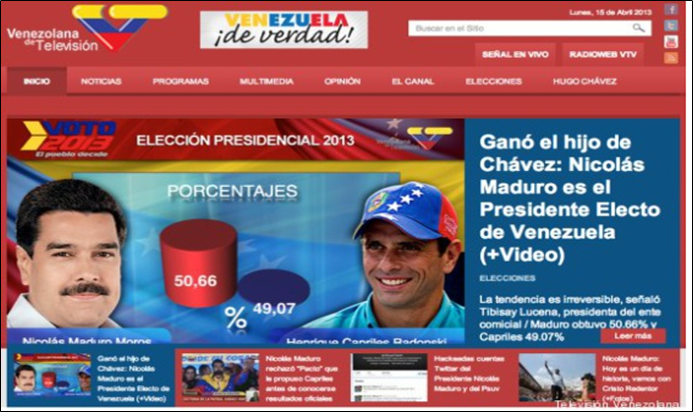 Venezolana
de Televisión
VENEZUELA
¡de verdad!
Lunes, 15 de Abril 2013
Buscar en el Sitio
SEÑAL EN VIVO
RADIOWEB VTV
INICIO
NOTICIAS
PROGRAMAS
MULTIMEDIA
OPINIÓN
EL CANAL
ELECCIONES
HUGO CHÁVEZ
VOTO
2013
El pueblo decide
ELECCIÓN PRESIDENCIAL 2013
PORCENTAJES
50,66
49,07
%
Nicolás Maduro Moros
Henrique Capriles Radonski
Ganó el hijo de
Chávez: Nicolás
Maduro es el
Presidente Electo
de Venezuela
(+Video)
ELECCIONES
La tendencia es irreversible, señaló
Tibisay Lucena, presidenta del ente
comicial / Maduro obtuvo 50.66% y
Capriles 49.07%
Leer más
Ganó el hijo de
Chávez: Nicolás
Maduro es el
Presidente Electo de
Venezuela (+Video)
Nicolás Maduro
rechazó "Pacto" que
le propuso Capriles
antes de conocerse
resultados oficiales
Hackeadas cuentas
Twitter del
Presidente Nicolás
Maduro y del Psuv
Nicolás Maduro:
Hoy es un día de
historia, vamos con
Cristo Redentor
(+Fotos)
Televisión Venezolana